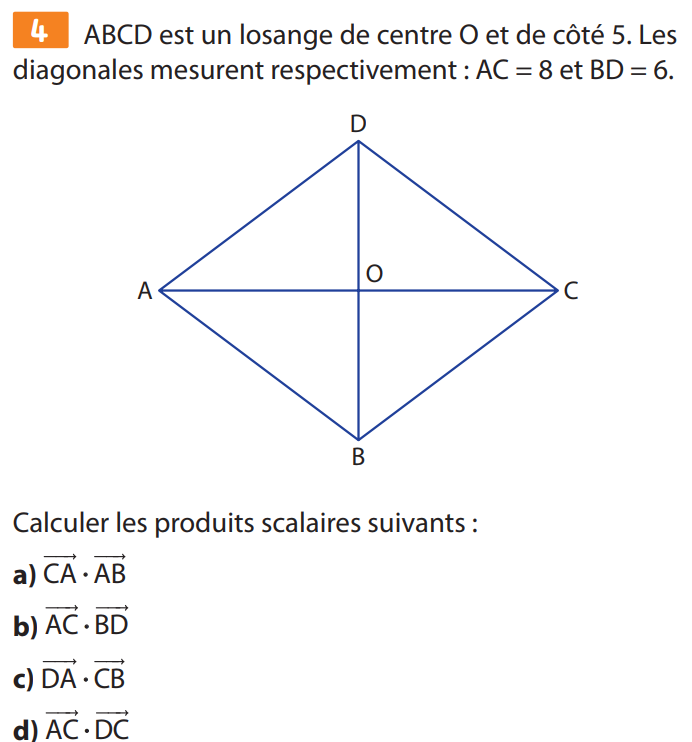 4 ABCD est un losange de centre O et de côté 5. Les
diagonales mesurent respectivement : AC = 8 et BD = 6.
D
O
A
C
B
Calculer les produits scalaires suivants :
a) CA · AB
b) AC · BD
c) DA · CB
d) AC · DC